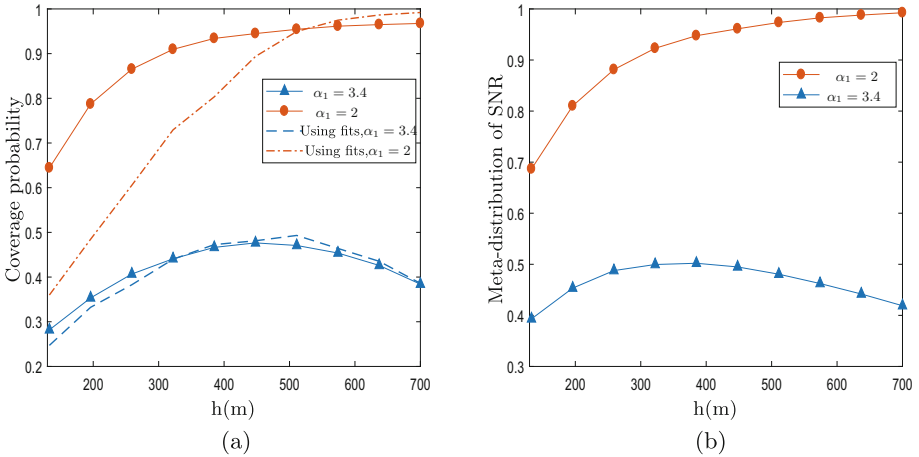 Coverage probability
1
0.9
0.8
0.7
0.6
0.5
0.4
0.3
0.2
α₁ = 3.4
α₁ = 2
Using fits,α₁ = 3.4
Using fits,α₁ = 2
200 300 400 500 600 700
h(m)
(a)
Meta-distribution of SNR
1
0.9
0.8
0.7
0.6
0.5
0.4
0.3
α₁ = 2
α₁ = 3.4
200 300 400 500 600 700
h(m)
(b)